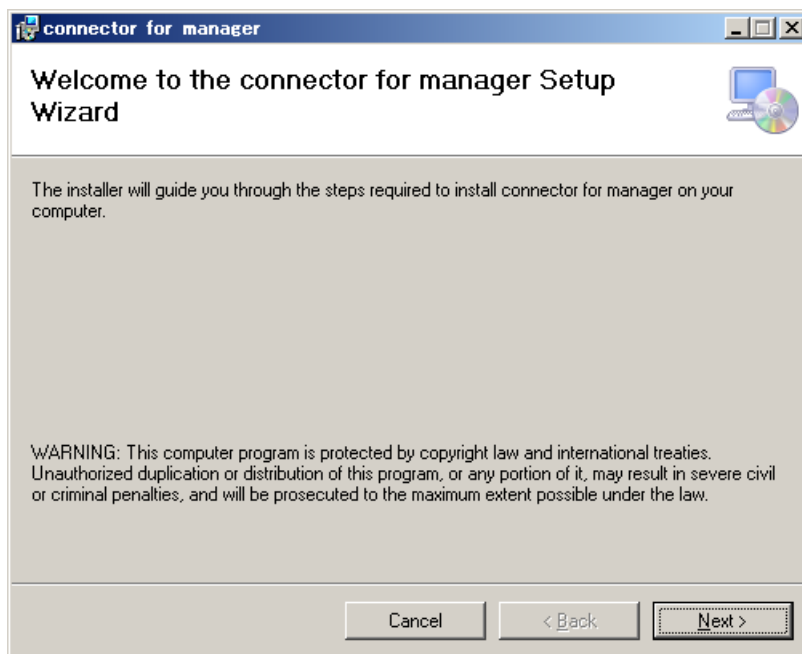 connector for manager
Welcome to the connector for manager Setup
Wizard
The installer will guide you through the steps required to install connector for manager on your
computer.
WARNING: This computer program is protected by copyright law and international treaties.
Unauthorized duplication or distribution of this program, or any portion of it, may result in severe civil
or criminal penalties, and will be prosecuted to the maximum extent possible under the law.
Cancel
< Back
Next >